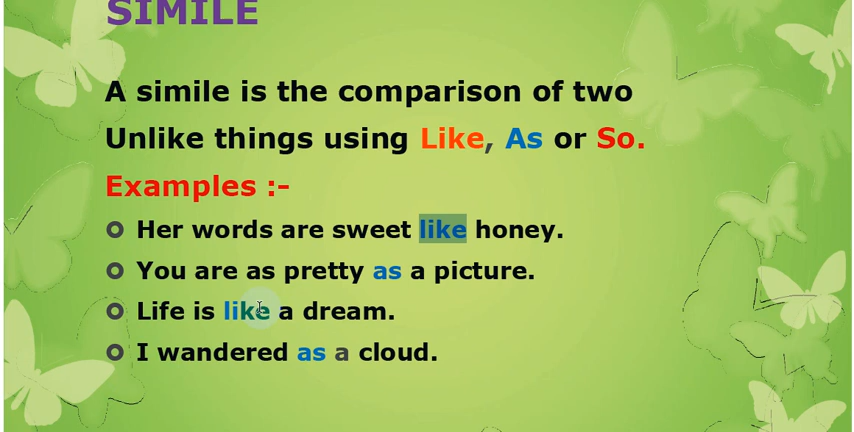 SIMILE
A simile is the comparison of two
Unlike things using Like, As or So.
Examples :-
Her words are sweet like honey.
You are as pretty as a picture.
Life is like a dream.
I wandered as a cloud.